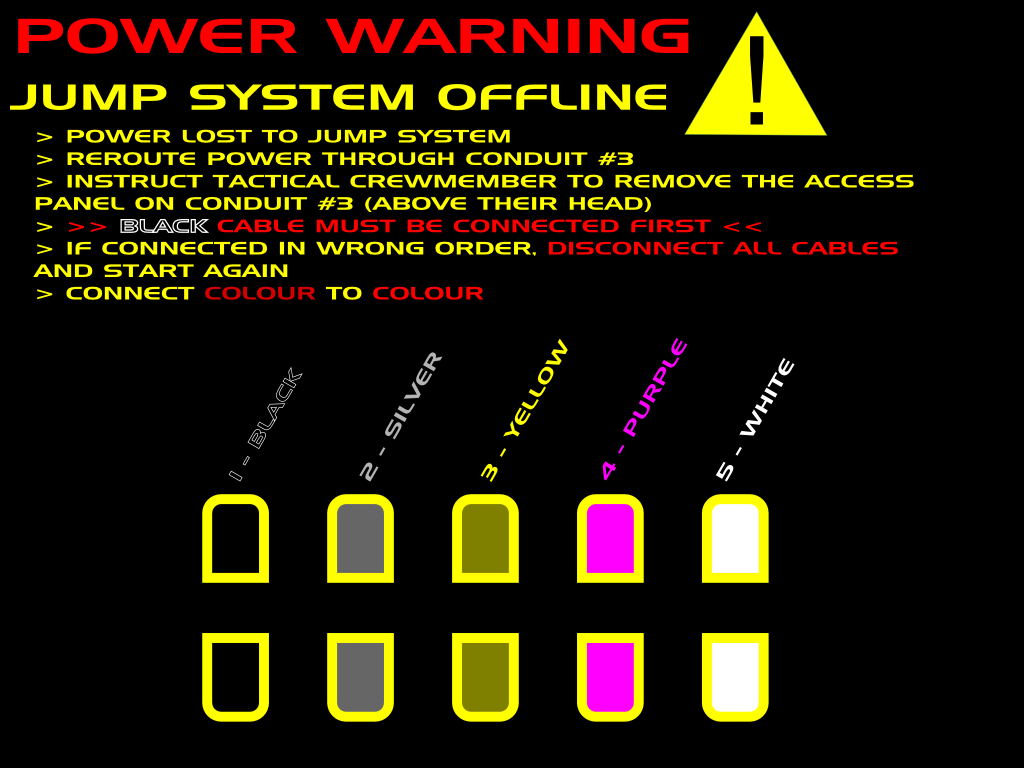 POWER WARNING
!
JUMP SYSTEM OFFLINE
> POWER LOST TO JUMP SYSTEM
> REROUTE POWER THROUGH CONDUIT #3
> INSTRUCT TACTICAL CREWMEMBER TO REMOVE THE ACCESS
PANEL ON CONDUIT #3 (ABOVE THEIR HEAD)
> >> BLACK CABLE MUST BE CONNECTED FIRST <<
> IF CONNECTED IN WRONG ORDER, DISCONNECT ALL CABLES
AND START AGAIN
> CONNECT COLOUR TO COLOUR
1 - BLACK
2 - SILVER
3 - YELLOW
4 - PURPLE
5 - WHITE